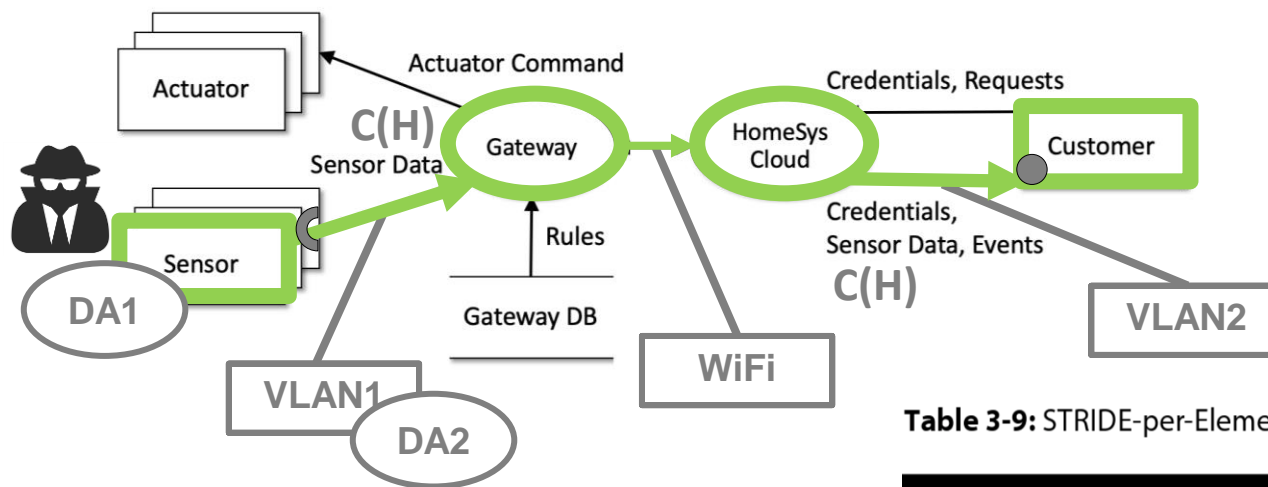 Actuator
Actuator Command
C(H)
Sensor Data
Gateway
HomeSys
Cloud
Credentials, Requests
Customer
Credentials,
Sensor Data, Events
C(H)
Sensor
DA1
Rules
Gateway DB
VLAN1
DA2
WiFi
VLAN2
Table 3-9: STRIDE-per-Eleme